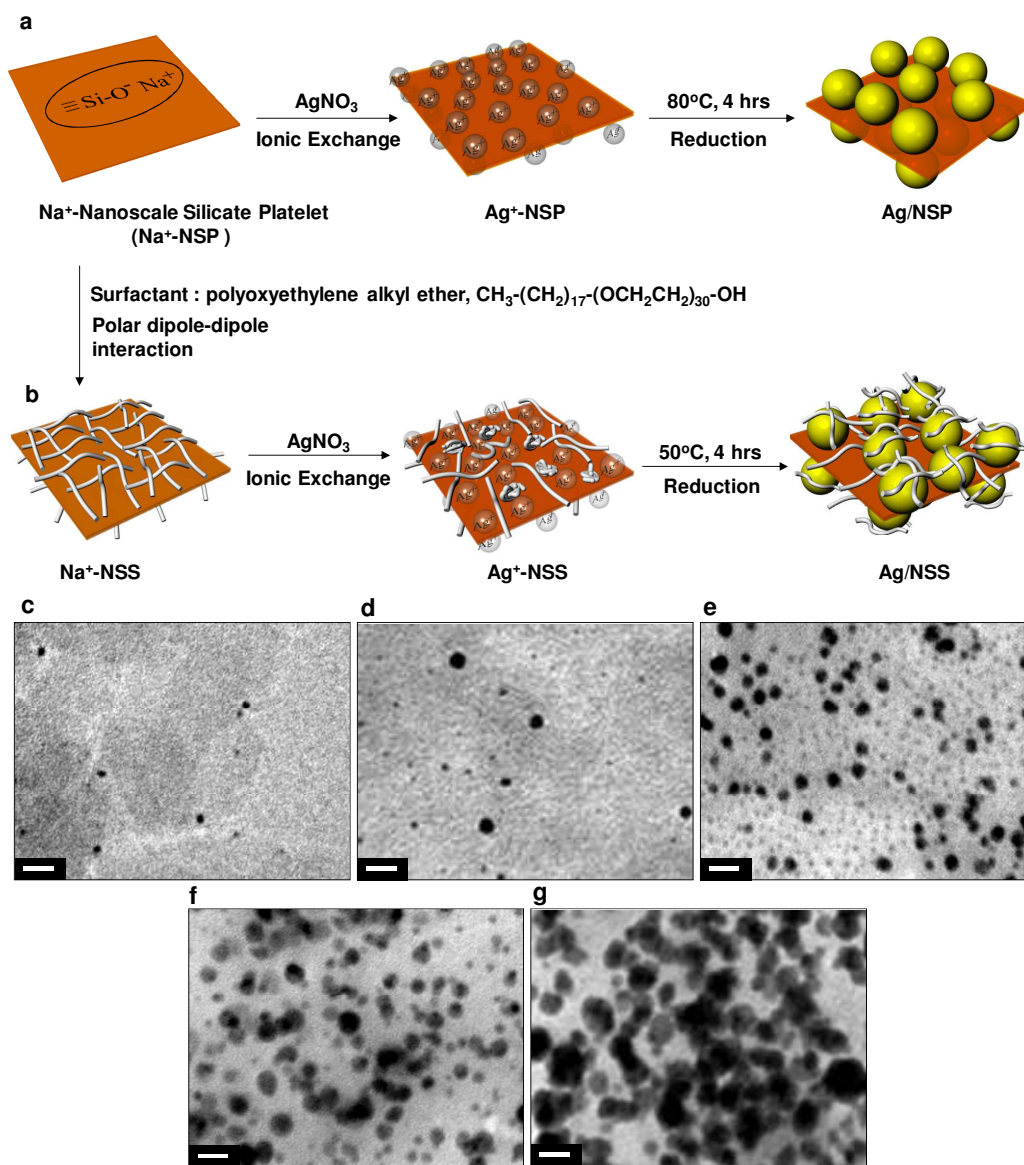 a
≡Si-O⁻ Na⁺
AgNO₃
Ionic Exchange
Ag⁺
80ºC, 4 hrs
Reduction
Na⁺-Nanoscale Silicate Platelet
(Na⁺-NSP )
Ag⁺-NSP
Ag/NSP
Surfactant : polyoxyethylene alkyl ether, CH₃-(CH₂)₁₇-(OCH₂CH₂)₃₀-OH
Polar dipole-dipole
interaction
b
AgNO₃
Ionic Exchange
Ag⁺
50ºC, 4 hrs
Reduction
Na⁺-NSS
Ag⁺-NSS
Ag/NSS
c
d
e
f
g